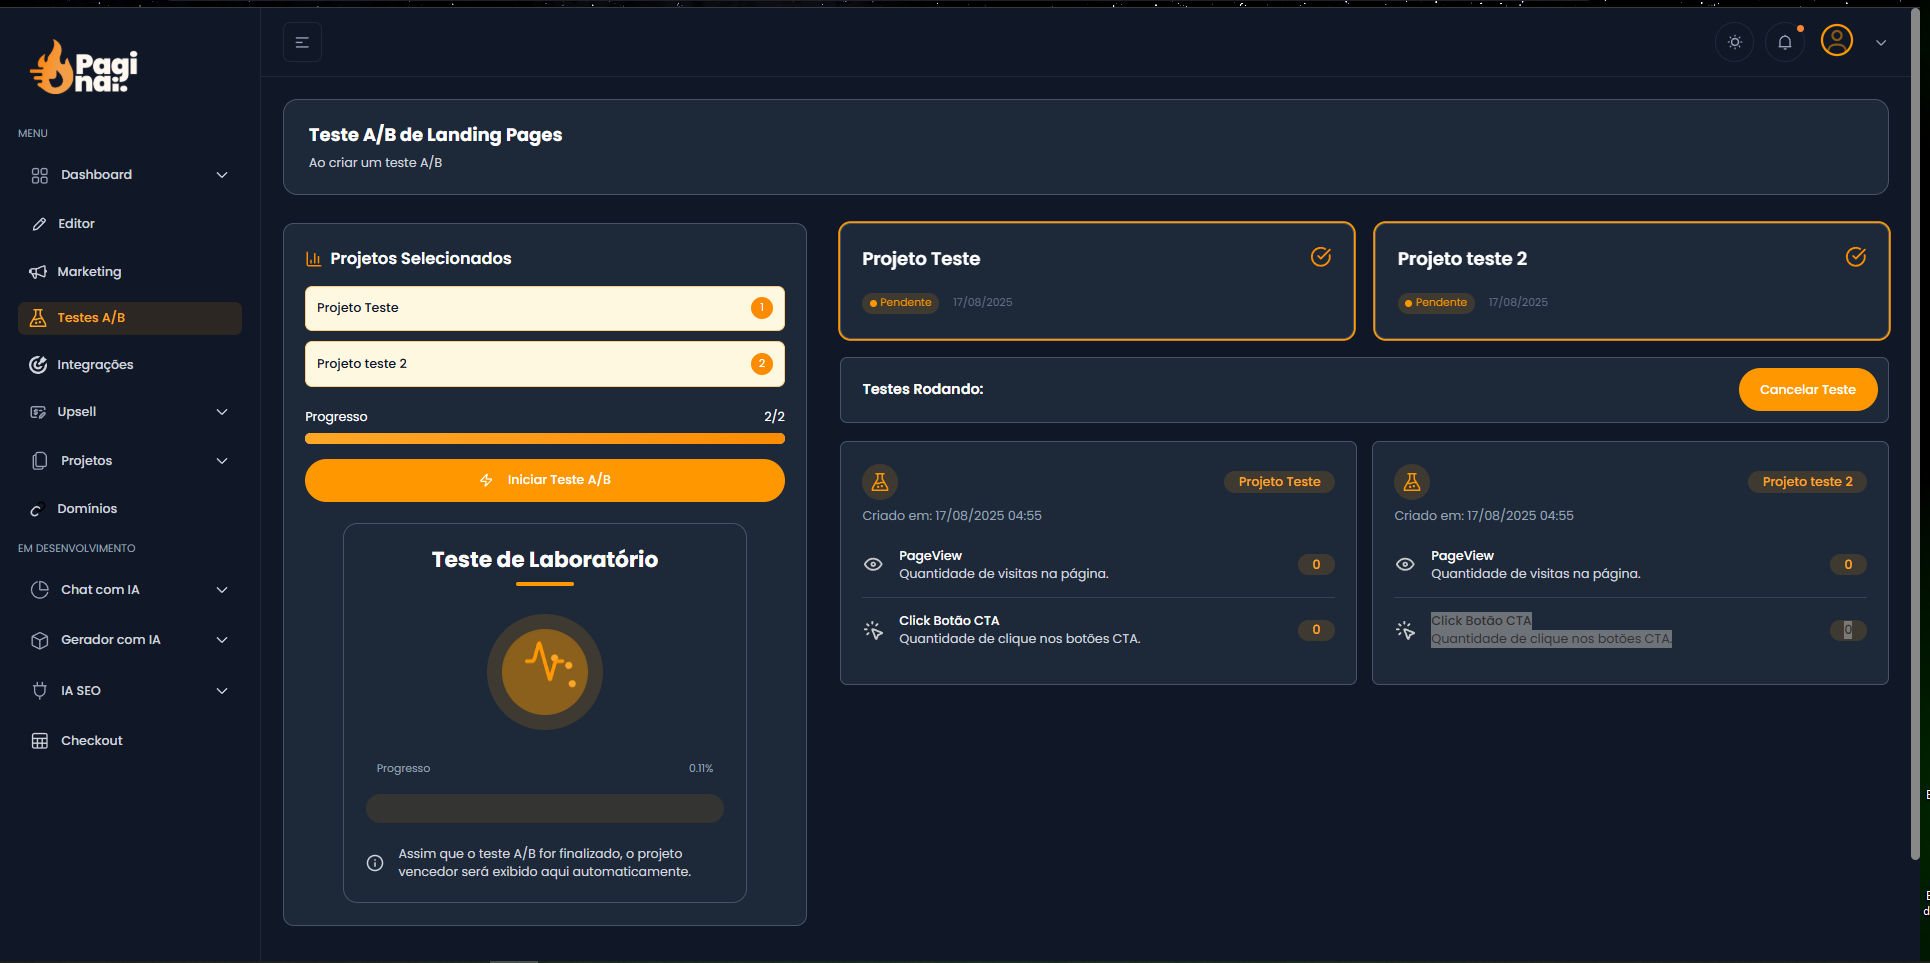 Pagi
nai:
MENU
Dashboard
Editor
Marketing
Testes A/B
Integrações
Upsell
Projetos
Domínios
EM DESENVOLVIMENTO
Chat com IA
Gerador com IA
IA SEO
Checkout
Teste A/B de Landing Pages
Ao criar um teste A/B
Projetos Selecionados
Projeto Teste 1
Projeto teste 2 2
Progresso 2/2
Iniciar Teste A/B
Teste de Laboratório
Progresso 0.11%
Assim que o teste A/B for finalizado, o projeto
vencedor será exibido aqui automaticamente.
Projeto Teste
Pendente 17/08/2025
Projeto teste 2
Pendente 17/08/2025
Testes Rodando:
Cancelar Teste
Projeto Teste
Criado em: 17/08/2025 04:55
PageView
Quantidade de visitas na página.
0
Click Botão CTA
Quantidade de clique nos botões CTA.
0
Projeto teste 2
Criado em: 17/08/2025 04:55
PageView
Quantidade de visitas na página.
0
Click Botão CTA
Quantidade de clique nos botões CTA.
0